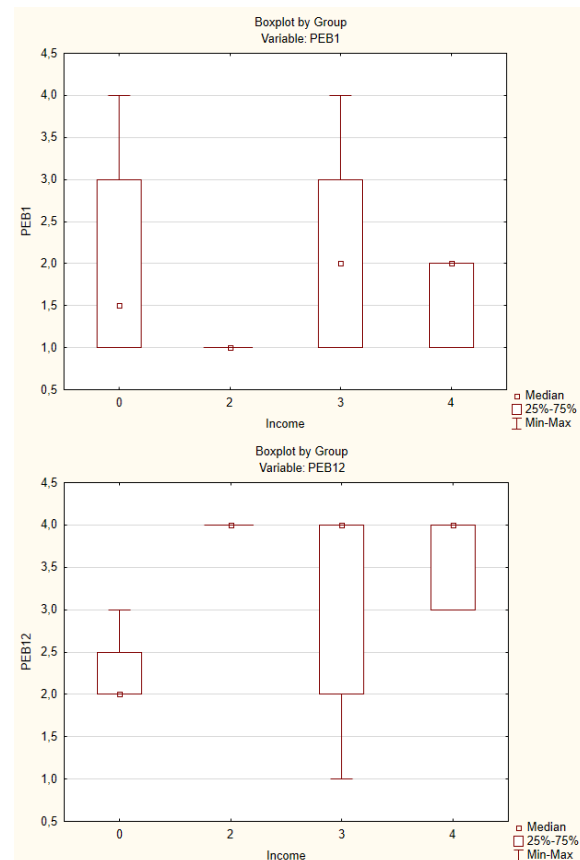 Boxplot by Group
Variable: PEB1
4,5
4,0
3,5
3,0
2,5
2,0
1,5
1,0
0,5
PEB1
0 2 3 4
Income
Median
25%-75%
Min-Max
Boxplot by Group
Variable: PEB12
4,5
4,0
3,5
3,0
2,5
2,0
1,5
1,0
0,5
PEB12
0 2 3 4
Income
Median
25%-75%
Min-Max